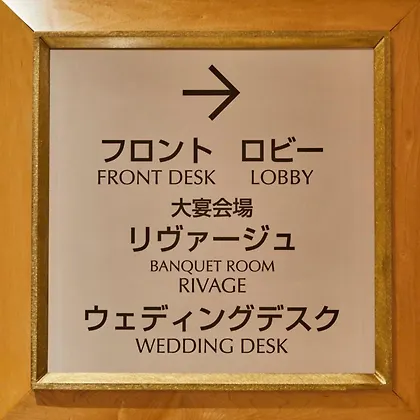 →
フロント ロビー
FRONT DESK LOBBY
大宴会場
リヴァージュ
BANQUET ROOM
RIVAGE
ウェディングデスク
WEDDING DESK